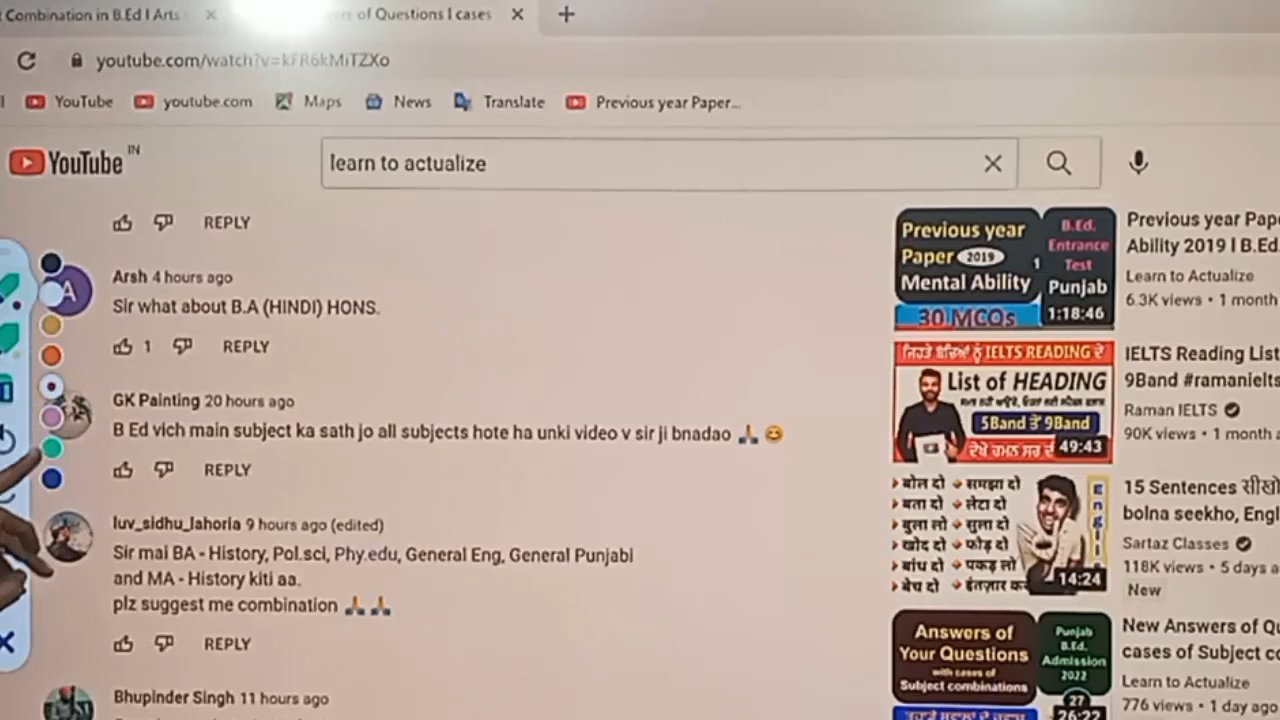 Combination in B.Ed I Arts
of Questions I cases
youtube.com/watch?v=kFR6kMiTZXo
YouTube
youtube.com
Maps
News
Translate
Previous year Paper...
YouTube IN
learn to actualize
REPLY
Arsh 4 hours ago
Sir what about B.A (HINDI) HONS.
1 REPLY
GK Painting 20 hours ago
B Ed vich main subject ka sath jo all subjects hote ha unki video v sir ji bnadao 🙏 😊
REPLY
luv_sidhu_lahoria 9 hours ago (edited)
Sir mai BA - History, Pol.sci, Phy.edu, General Eng, General Punjabi
and MA - History kiti aa.
plz suggest me combination 🙏🙏
REPLY
Bhupinder Singh 11 hours ago
Previous year
Paper 2019
Mental Ability
30 MCQs
B.Ed.
Entrance
Test
1
Punjab
1:18:46
Previous year Pap
Ability 2019 I B.Ed.
Learn to Actualize
6.3K views • 1 month
IELTS READING ਦੇ
List of HEADING
5Band ਤੋਂ 9Band
49:43
IELTS Reading List
9Band #ramanielts
Raman IELTS
90K views • 1 month a
बोल दो समझा दो
बता दो लेटा दो
बुला लो सुला दो
खोद दो फोड़ दो
बांध दो पकड़ लो
बेच दो इंतज़ार
14:24
15 Sentences सीखो
bolna seekho, Engl
Sartaz Classes
118K views • 5 days a
New
Answers of
Your Questions
with cases of
Subject combinations
Punjab
B.Ed.
Admission
2022
27
26:22
New Answers of Qu
cases of Subject co
Learn to Actualize
776 views • 1 day ago